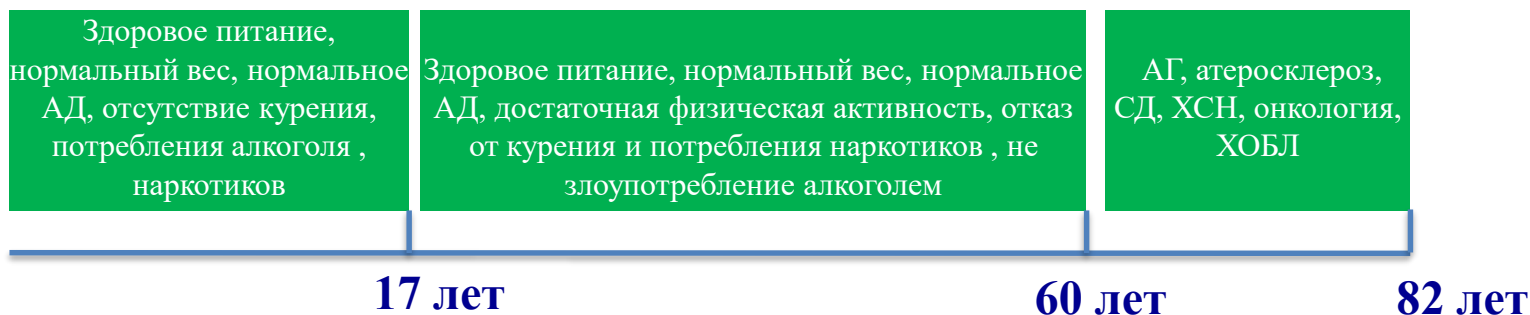 Здоровое питание,
нормальный вес, нормальное
АД, отсутствие курения,
потребления алкоголя ,
наркотиков
Здоровое питание, нормальный вес, нормальное
АД, достаточная физическая активность, отказ
от курения и потребления наркотиков , не
злоупотребление алкоголем
АГ, атеросклероз,
СД, ХСН, онкология,
ХОБЛ
17 лет
60 лет
82 лет